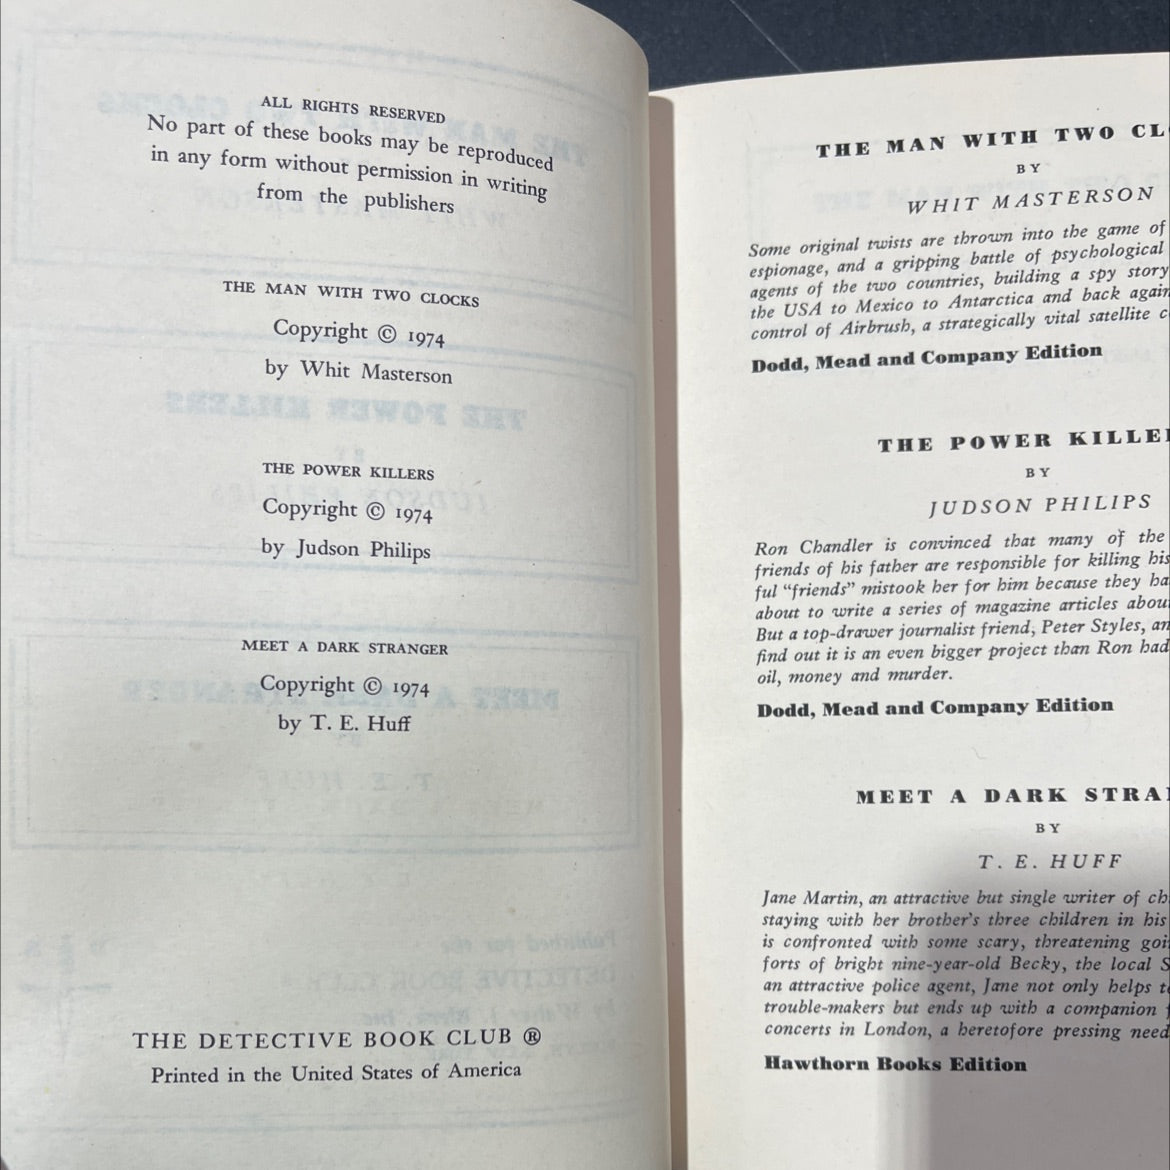 ALL RIGHTS RESERVED
No part of these books may be reproduced
in any form without permission in writing
from the publishers
THE MAN WITH TWO CLOCKS
Copyright © 1974
by Whit Masterson
THE POWER KILLERS
Copyright © 1974
by Judson Philips
MEET A DARK STRANGER
Copyright © 1974
by T. E. Huff
THE DETECTIVE BOOK CLUB ®
Printed in the United States of America
THE MAN WITH TWO CL
BY
WHIT MASTERSON
Some original twists are thrown into the game of
espionage, and a gripping battle of psychological
agents of the two countries, building a spy story
the USA to Mexico to Antarctica and back again
control of Airbrush, a strategically vital satellite c
Dodd, Mead and Company Edition
THE POWER KILLE
BY
JUDSON PHILIPS
Ron Chandler is convinced that many of the
friends of his father are responsible for killing his
ful “friends” mistook her for him because they ha
about to write a series of magazine articles abou
But a top-drawer journalist friend, Peter Styles, an
find out it is an even bigger project than Ron had
oil, money and murder.
Dodd, Mead and Company Edition
MEET A DARK STRA
BY
T. E. HUFF
Jane Martin, an attractive but single writer of ch
staying with her brother's three children in his
is confronted with some scary, threatening goi
forts of bright nine-year-old Becky, the local S
an attractive police agent, Jane not only helps t
trouble-makers but ends up with a companion f
concerts in London, a heretofore pressing need
Hawthorn Books Edition